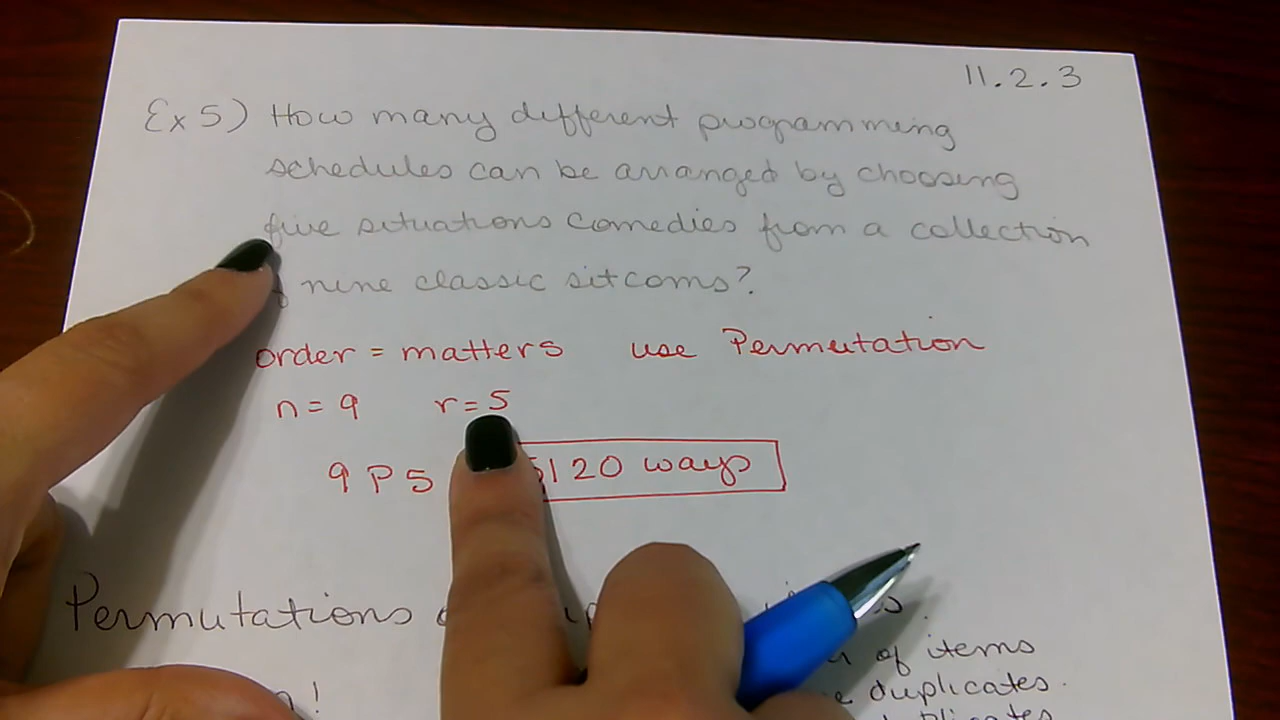 11.2.3
Ex 5) How many different programming
schedules can be arranged by choosing
five situations comedies from a collection
nine classic sitcoms?
order = matters use Permutation
n = 9 r = 5
9 P 5 5120 ways
Permutations
of items
duplicates.